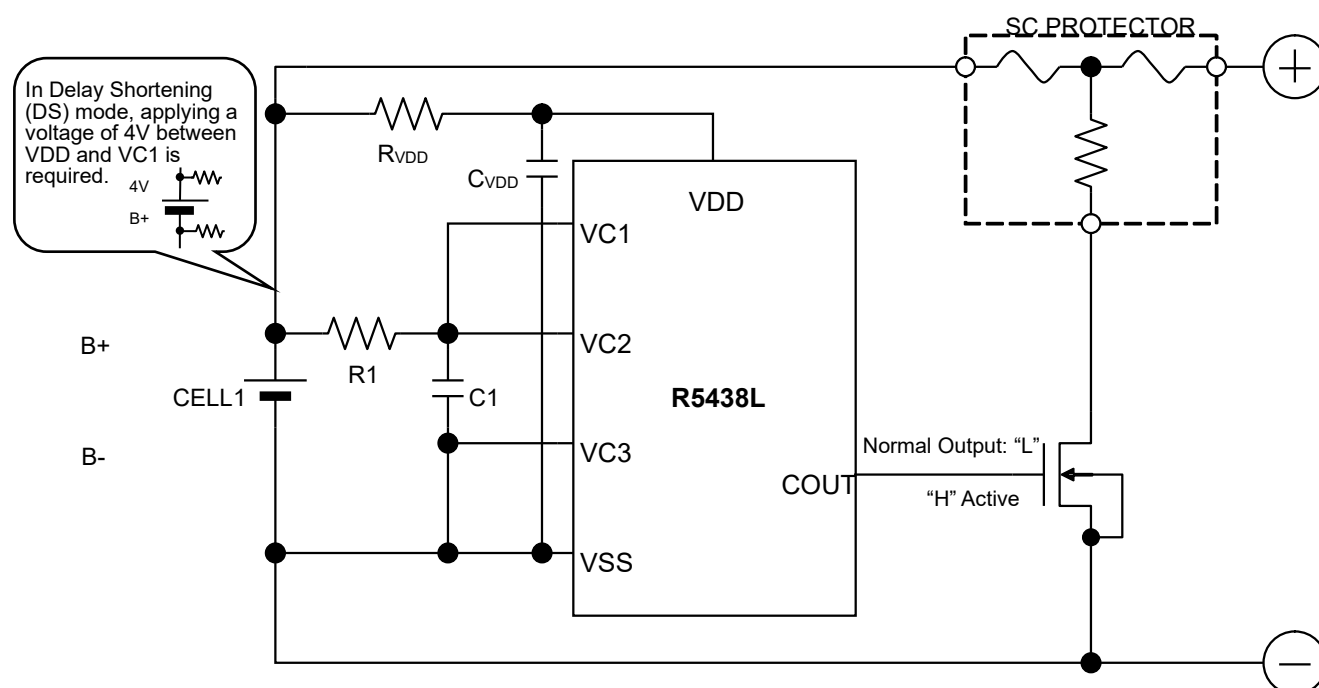 SC PROTECTOR
+
In Delay Shortening
(DS) mode, applying a
voltage of 4V between
VDD and VC1 is
required.
4V
B+
RVDD
CVDD
VDD
VC1
B+
R1
VC2
CELL1
C1
R5438L
B-
VC3
Normal Output: “L”
COUT
“H” Active
VSS
−